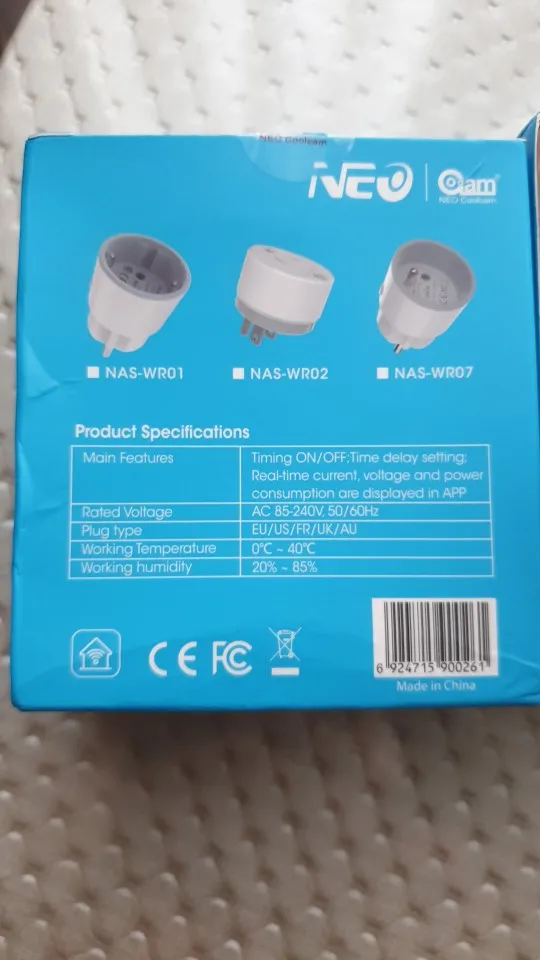 NEO Coolcam
NEO
Cam®
NEO Coolcam
NAS-WR01
NAS-WR02
NAS-WR07
Product Specifications
Main Features
Timing ON/OFF;Time delay setting;
Real-time current, voltage and power
consumption are displayed in APP
Rated Voltage
AC 85-240V, 50/60Hz
Plug type
EU/US/FR/UK/AU
Working Temperature
0℃ ~ 40℃
Working humidity
20% ~ 85%
CE FC
6 924715 900261
Made in China